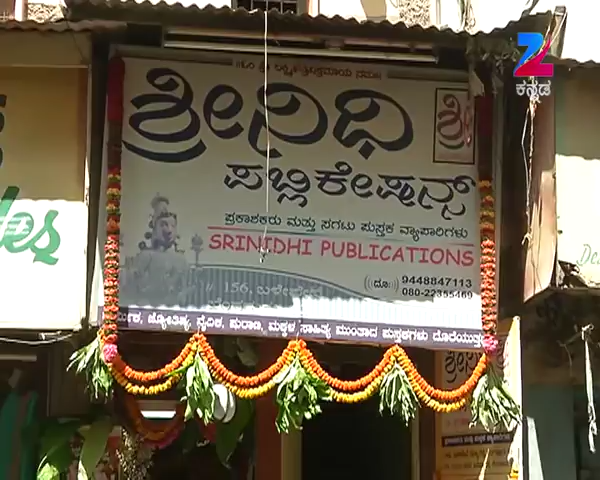 ಕನ್ನಡ
ಶ್ರೀನಿಧಿ
ಶ್ರೀ
ಪಬ್ಲಿಕೇಷನ್ಸ್
ಪ್ರಕಾಶಕರು ಮತ್ತು ಸಗಟು ಪುಸ್ತಕ ವ್ಯಾಪಾರಿಗಳು
SRINIDHI PUBLICATIONS
# 156,
ದೂ: 9448847113
080-22355469
ಜ್ಯೋತಿಷ್ಯ, ವೈದಿಕ, ಪುರಾಣ, ಮಕ್ಕಳ, ಸಾಹಿತ್ಯ ಮುಂತಾದ ಪುಸ್ತಕಗಳು ದೊರೆಯುತ್ತ